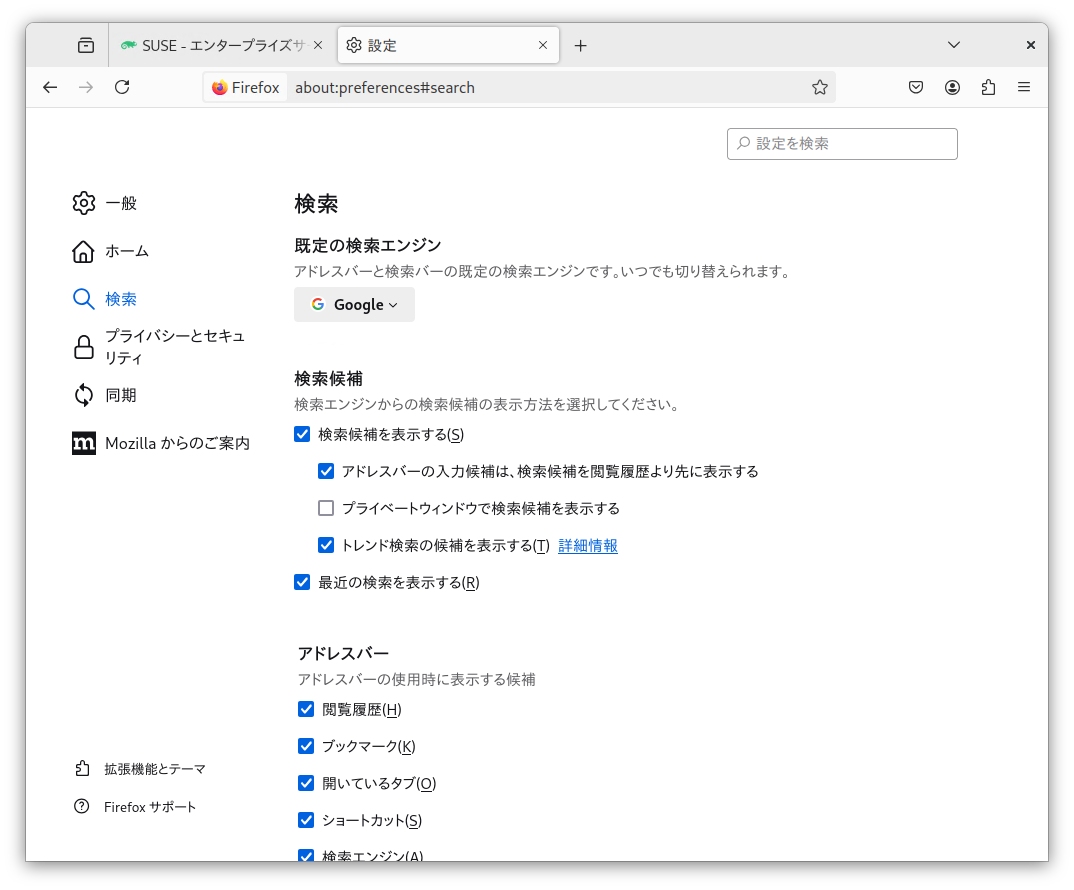 SUSE - エンタープライズサ
設定
Firefox
about:preferences#search
設定を検索
一般
ホーム
検索
プライバシーとセキュ
リティ
同期
Mozilla からのご案内
拡張機能とテーマ
Firefox サポート
検索
既定の検索エンジン
アドレスバーと検索バーの既定の検索エンジンです。いつでも切り替えられます。
Google
検索候補
検索エンジンからの検索候補の表示方法を選択してください。
検索候補を表示する(S)
アドレスバーの入力候補は、検索候補を閲覧履歴より先に表示する
プライベートウィンドウで検索候補を表示する
トレンド検索の候補を表示する(T) 詳細情報
最近の検索を表示する(R)
アドレスバー
アドレスバーの使用時に表示する候補
閲覧履歴(H)
ブックマーク(K)
開いているタブ(O)
ショートカット(S)
検索エンジン(A)